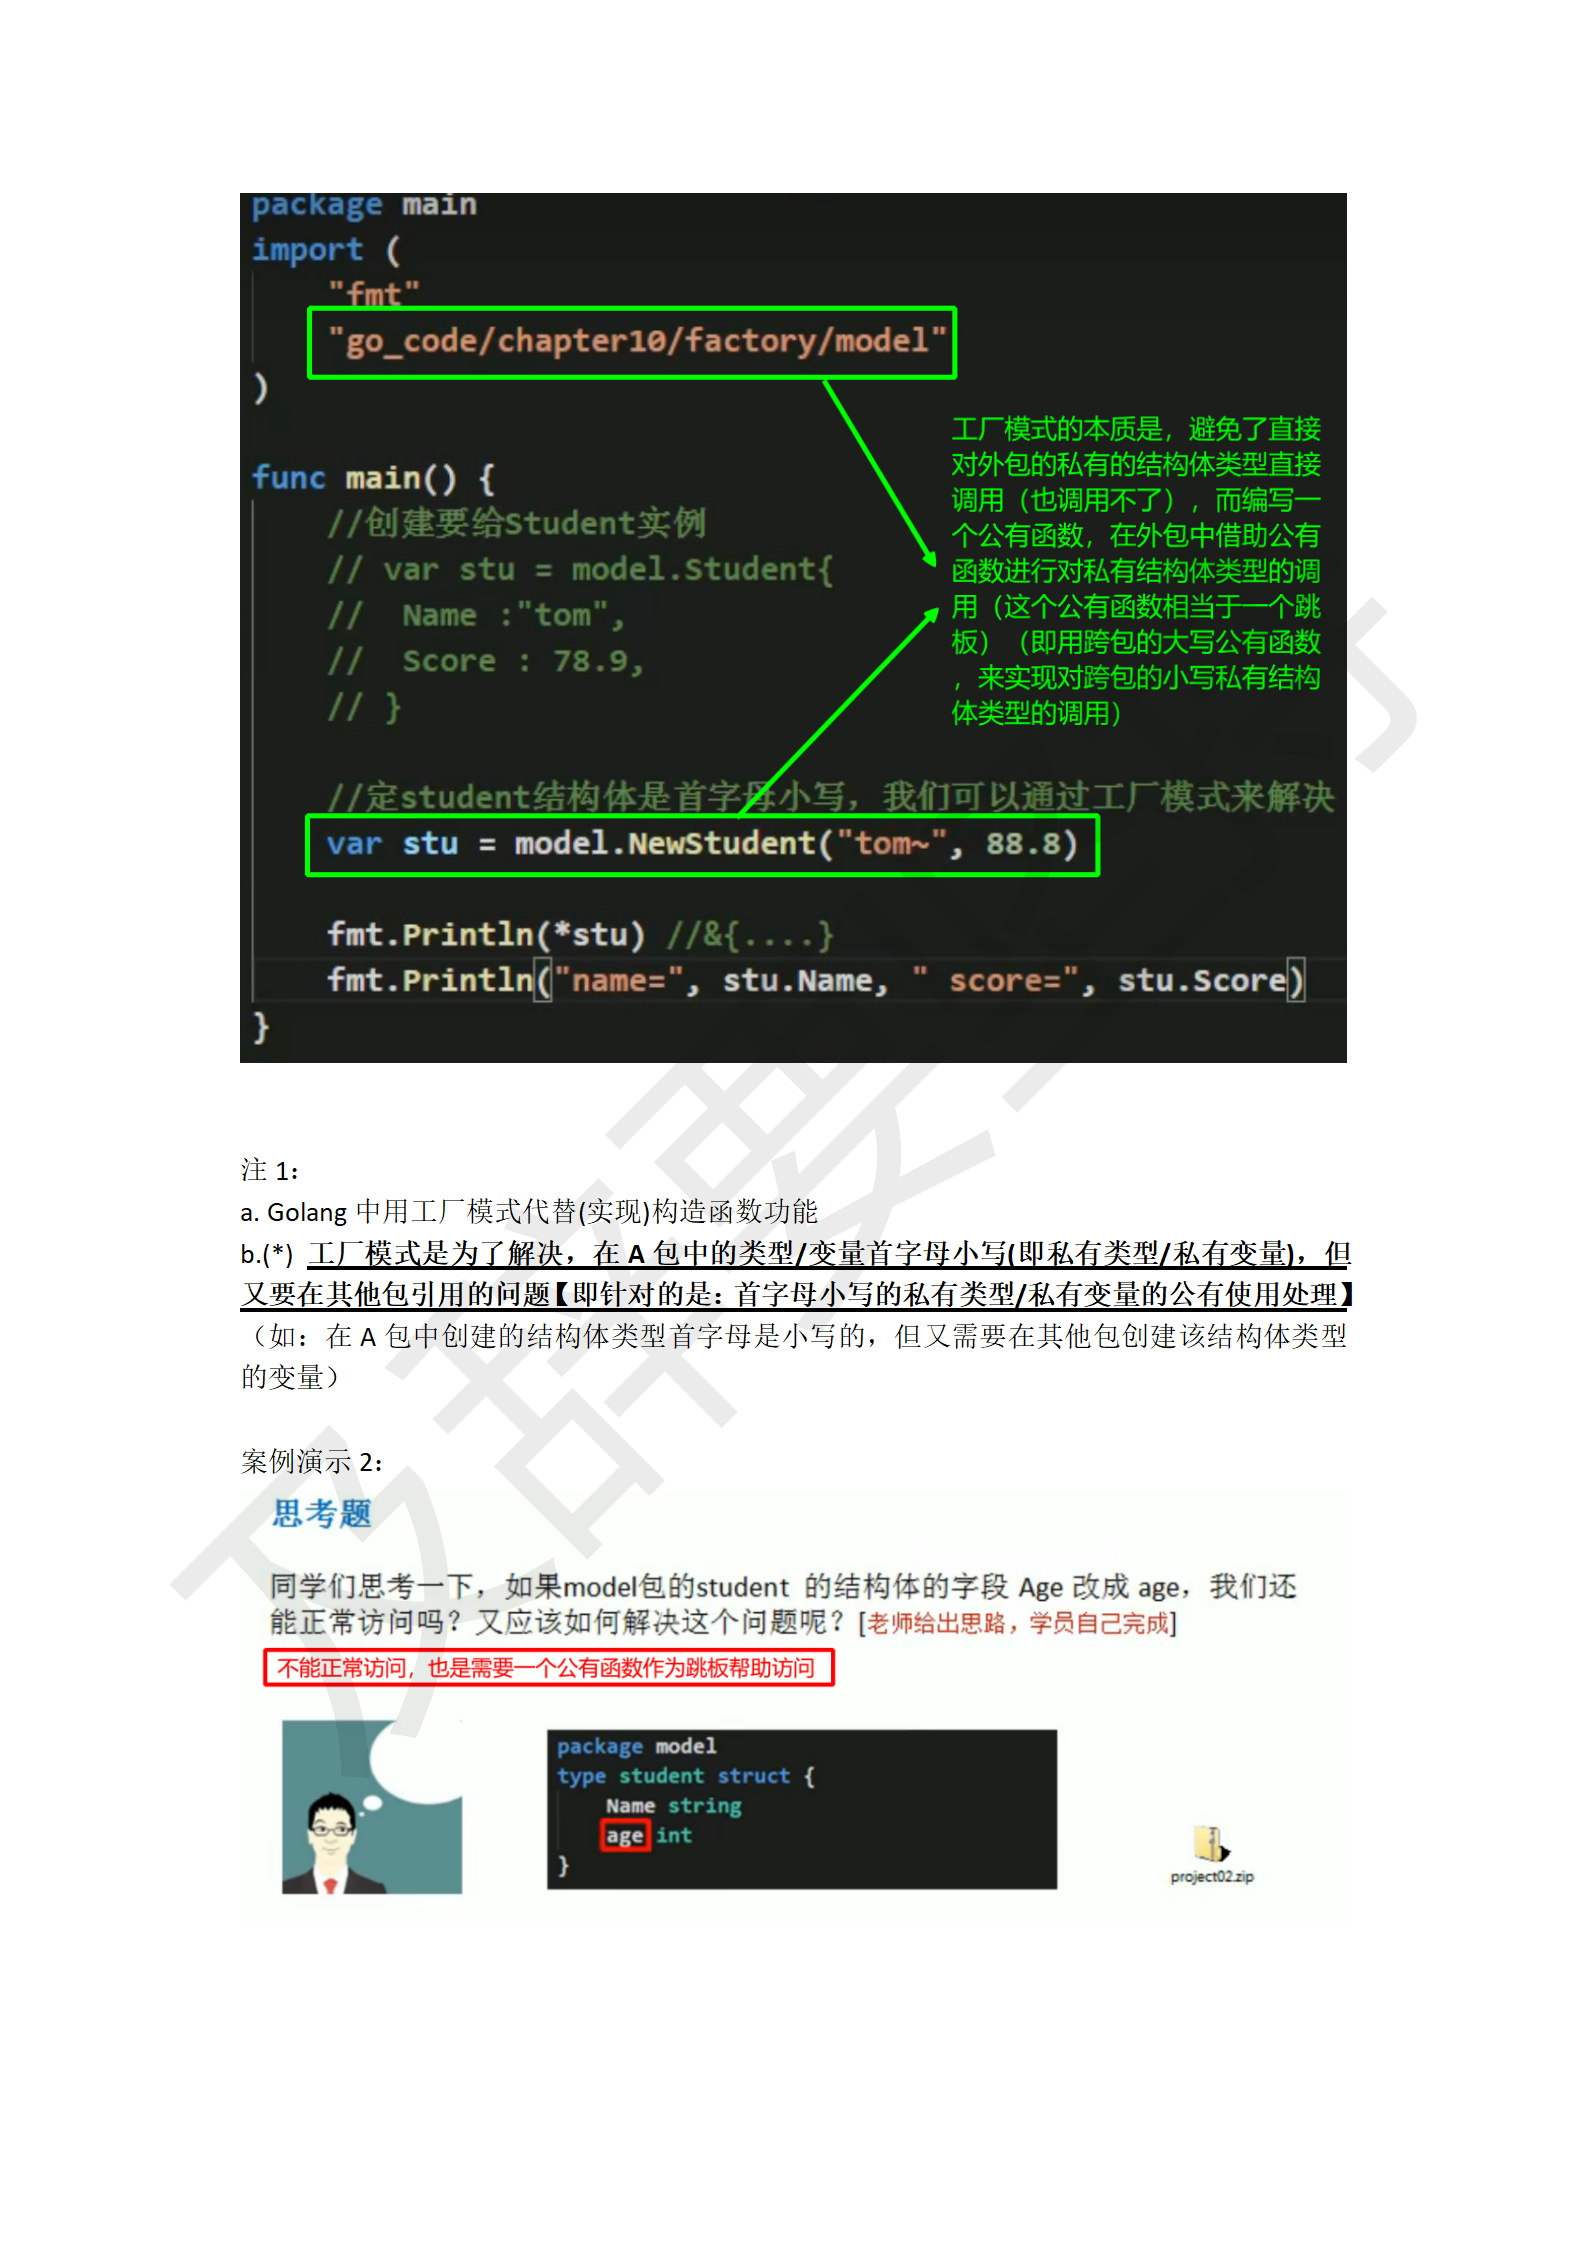 package main
import (
"fmt"
"go_code/chapter10/factory/model"
)
func main() {
//创建要给Student实例
// var stu = model.Student{
// Name :"tom",
// Score : 78.9,
// }
//定student结构体是首字母小写，我们可以通过工厂模式来解决
var stu = model.NewStudent("tom~", 88.8)
fmt.Println(*stu) //&{....}
fmt.Println("name=", stu.Name, " score=", stu.Score)
}
工厂模式的本质是，避免了直接
对外包的私有的结构体类型直接
调用（也调用不了），而编写一
个公有函数，在外包中借助公有
函数进行对私有结构体类型的调
用（这个公有函数相当于一个跳
板）（即用跨包的大写公有函数
，来实现对跨包的小写私有结构
体类型的调用）
注 1：
a. Golang 中用工厂模式代替(实现)构造函数功能
b.(*) 工厂模式是为了解决，在 A 包中的类型/变量首字母小写(即私有类型/私有变量)，但
又要在其他包引用的问题【即针对的是：首字母小写的私有类型/私有变量的公有使用处理】
（如：在 A 包中创建的结构体类型首字母是小写的，但又需要在其他包创建该结构体类型
的变量）
案例演示 2：
思考题
同学们思考一下，如果model包的student 的结构体的字段 Age 改成 age，我们还
能正常访问吗？又应该如何解决这个问题呢？[老师给出思路，学员自己完成]
不能正常访问，也是需要一个公有函数作为跳板帮助访问
package model
type student struct {
Name string
age int
}
project02.zip